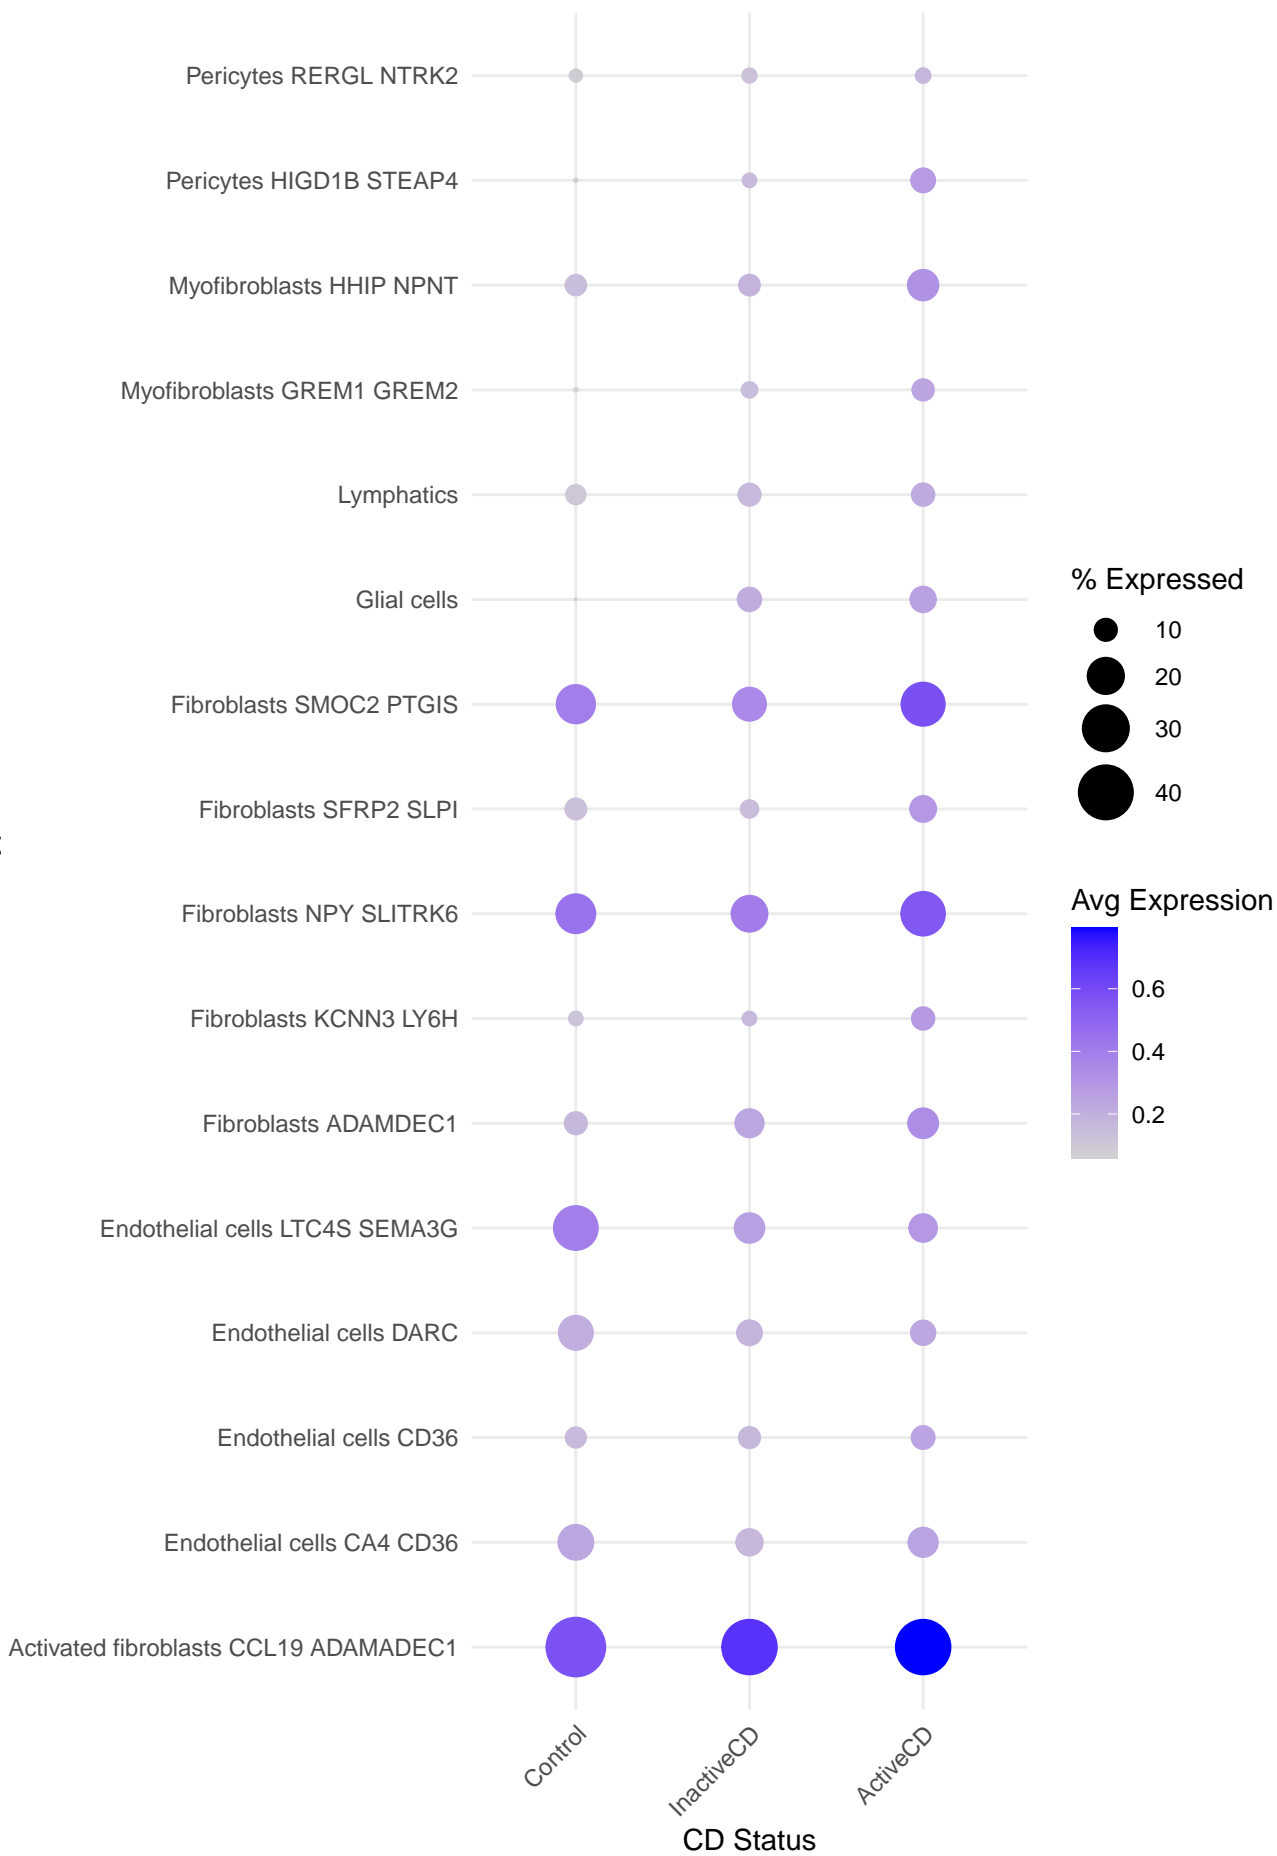 Pericytes RERGL NTRK2
Pericytes HIGD1B STEAP4
Myofibroblasts HHIP NPNT
Myofibroblasts GREM1 GREM2
Lymphatics
Glial cells
Fibroblasts SMOC2 PTGIS
Fibroblasts SFRP2 SLPI
Fibroblasts NPY SLITRK6
Fibroblasts KCNN3 LY6H
Fibroblasts ADAMDEC1
Endothelial cells LTC4S SEMA3G
Endothelial cells DARC
Endothelial cells CD36
Endothelial cells CA4 CD36
Activated fibroblasts CCL19 ADAMADEC1
Control
InactiveCD
ActiveCD
CD Status
% Expressed
10
20
30
40
Avg Expression
0.6
0.4
0.2